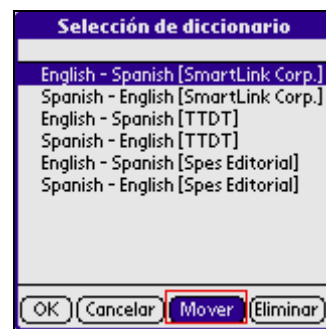 Selección de diccionario
English - Spanish [SmartLink Corp.]
Spanish - English [SmartLink Corp.]
English - Spanish [TTDT]
Spanish - English [TTDT]
English - Spanish [Spes Editorial]
Spanish - English [Spes Editorial]
OK Cancelar Mover Eliminar